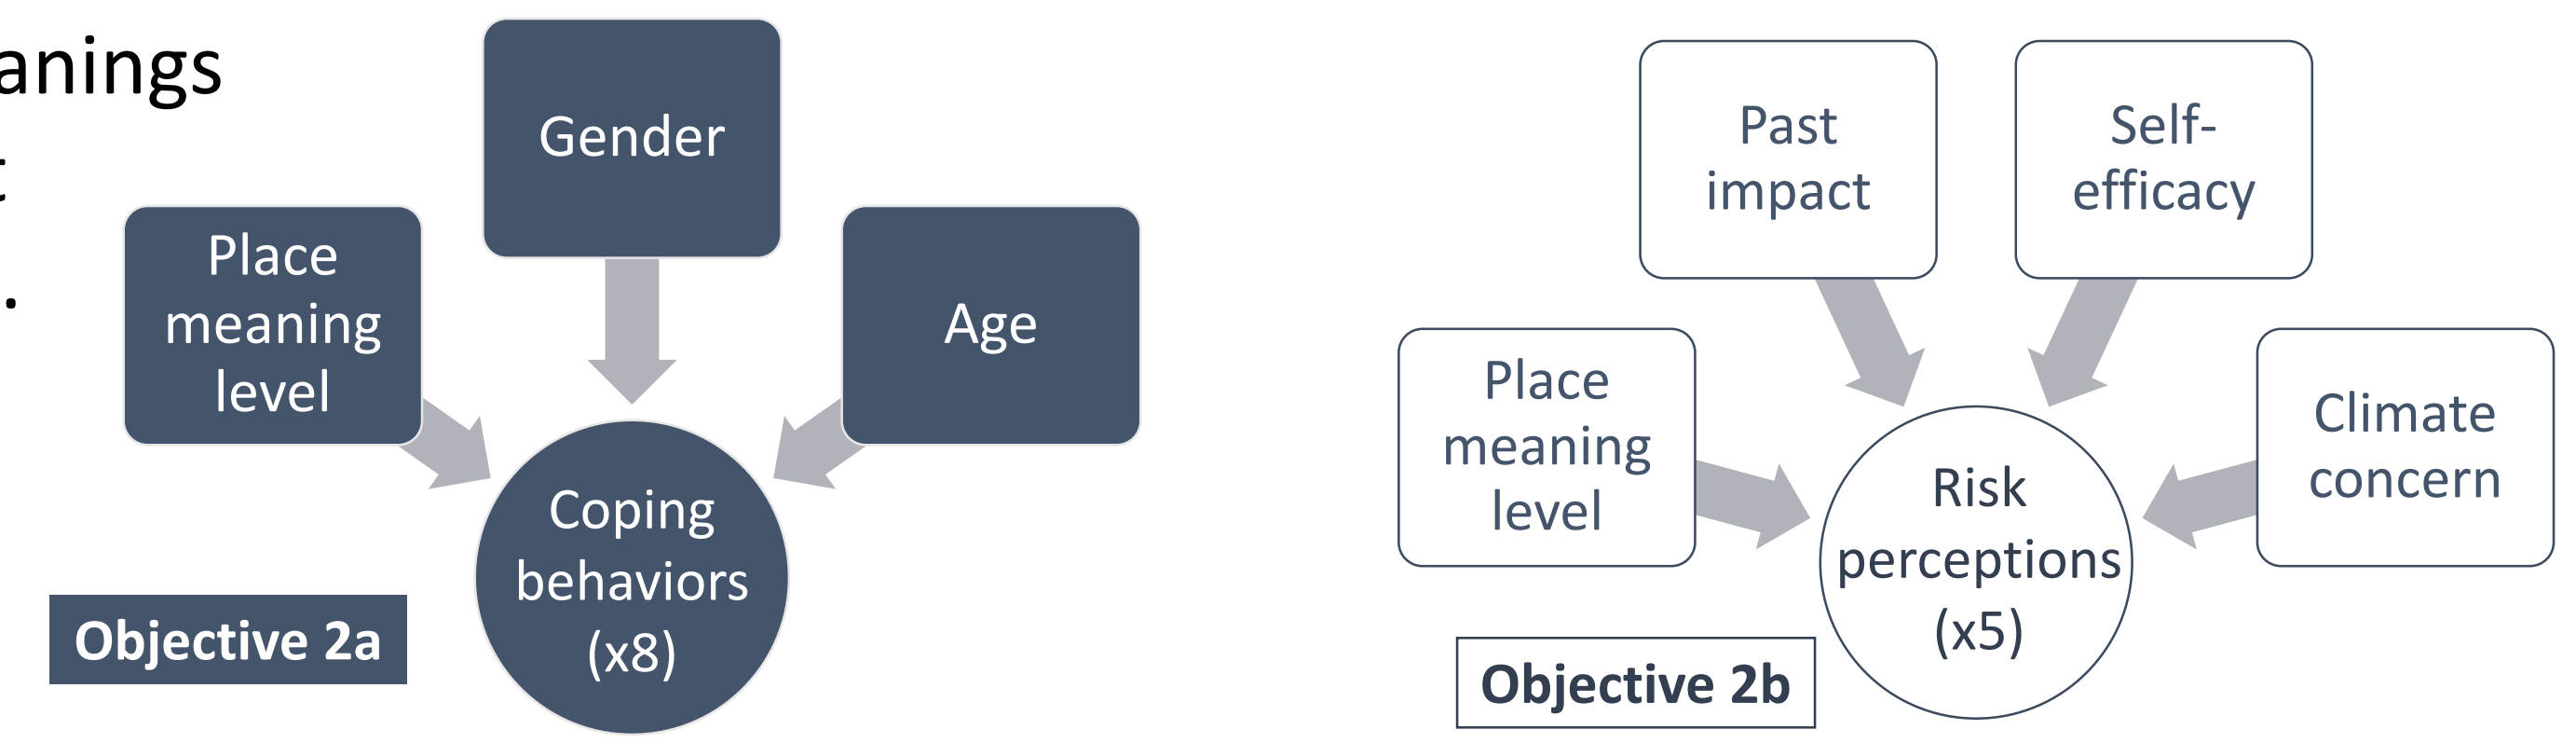 anings
t
.
Gender
Place
meaning
level
Age
Coping
behaviors
(x8)
Objective 2a
Past
impact
Self-
efficacy
Place
meaning
level
Climate
concern
Risk
perceptions
(x5)
Objective 2b